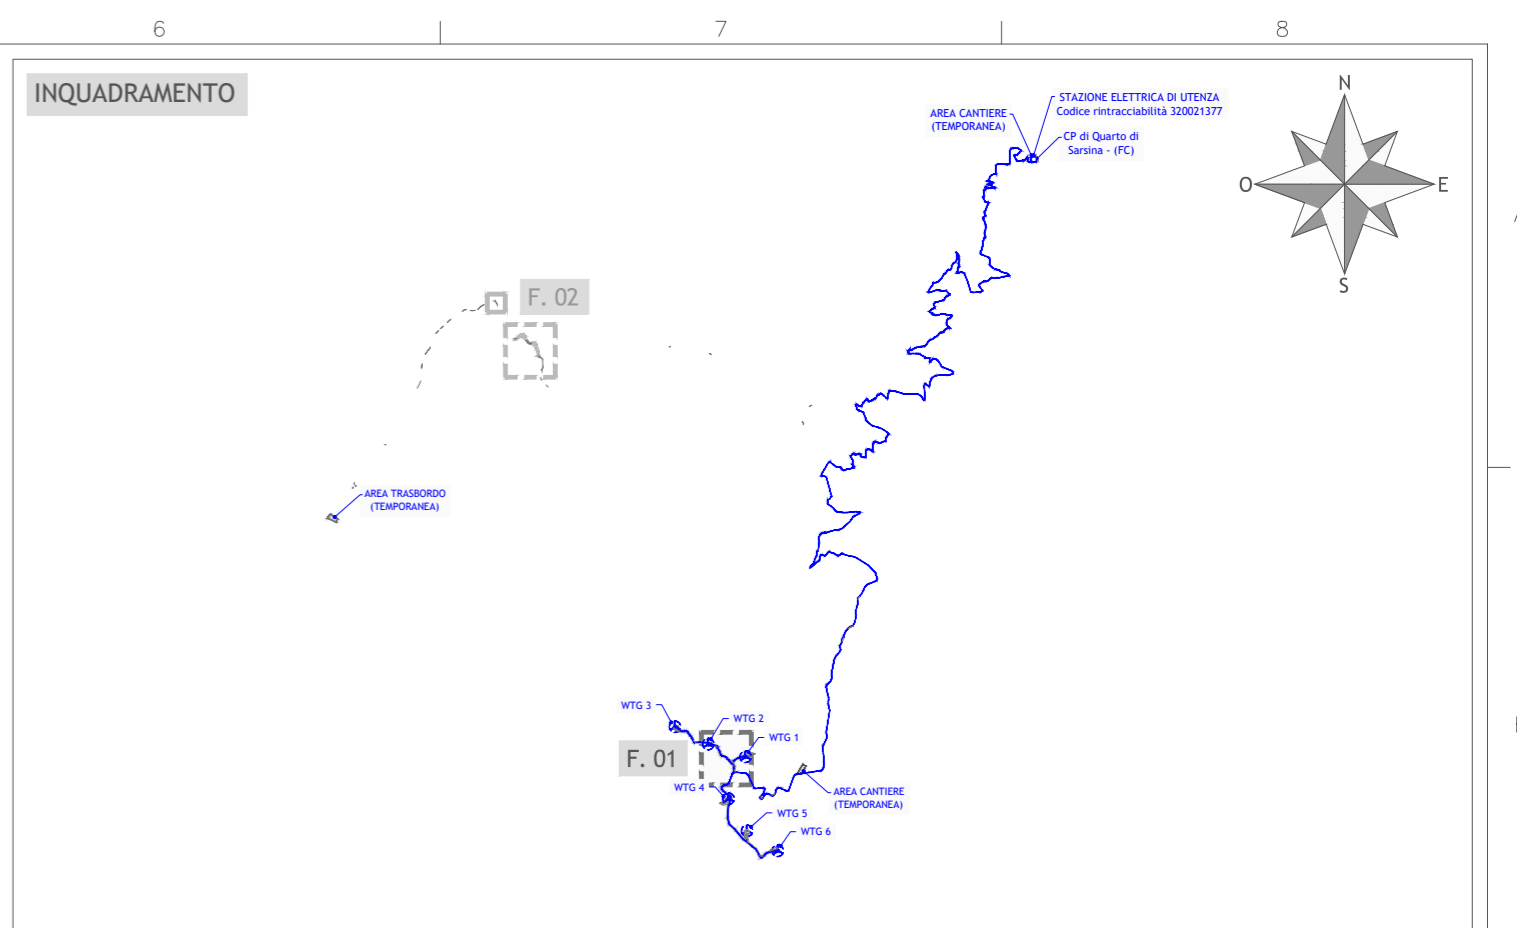 6
7
8
INQUADRAMENTO
N
STAZIONE ELETTRICA DI UTENZA
Codice rintracciabilità 320021377
AREA CANTIERE
(TEMPORANEA)
CP di Quarto di
Sarsina - (FC)
O
E
S
F. 02
AREA TRASBORDO
(TEMPORANEA)
WTG 3
WTG 2
WTG 1
F. 01
WTG 4
AREA CANTIERE
(TEMPORANEA)
WTG 5
WTG 6